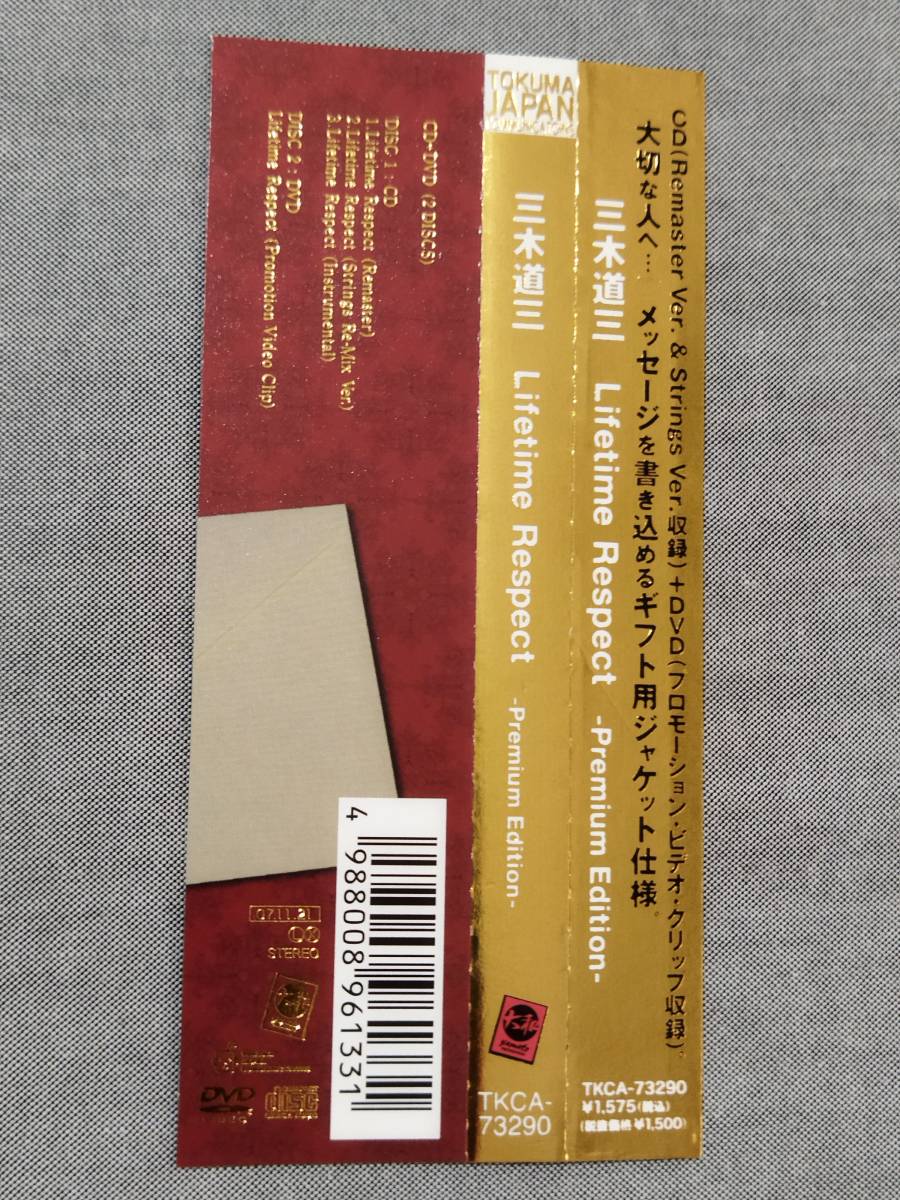 CD(Remaster Ver. & Strings Ver.収録)+DVD(プロモーション・ビデオ・クリップ収録)。
大切な人へ… メッセージを書き込めるギフト用ジャケット仕様。
三木道三 Lifetime Respect -Premium Edition-
TKCA-73290
¥1,575(税込)
(税抜価格 ¥1,500)
TOKUMA
JAPAN
COMMUNICATIONS
三木道三 Lifetime Respect -Premium Edition-
TKCA-
73290
CD+DVD (2 DISCS)
DISC 1 : CD
1.Lifetime Respect (Remaster)
2.Lifetime Respect (Strings Re-Mix Ver.)
3.Lifetime Respect (Instrumental)
DISC 2 : DVD
Lifetime Respect (Promotion Video Clip)
4 988008 961331
07.11.21
STEREO
DVD
DISC